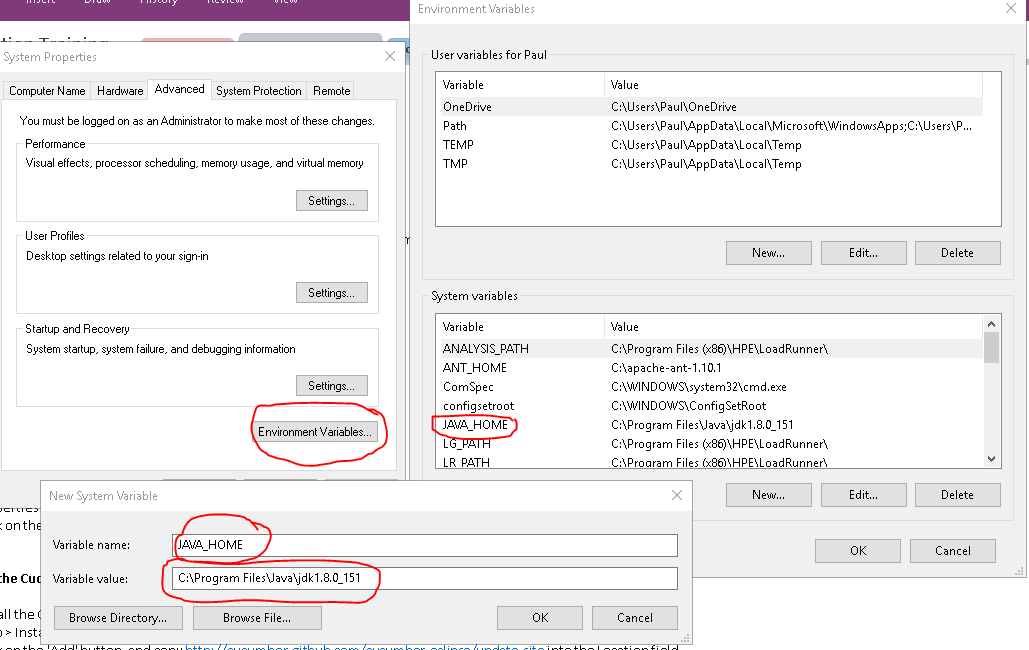 Insert Draw History Review View
ction Training
System Properties
Computer Name Hardware Advanced System Protection Remote
You must be logged on as an Administrator to make most of these changes.
Performance
Visual effects, processor scheduling, memory usage, and virtual memory
Settings...
User Profiles
Desktop settings related to your sign-in
Settings...
Startup and Recovery
System startup, system failure, and debugging information
Settings...
Environment Variables...
Environment Variables
User variables for Paul
Variable Value
OneDrive C:\Users\Paul\OneDrive
Path C:\Users\Paul\AppData\Local\Microsoft\WindowsApps;C:\Users\P...
TEMP C:\Users\Paul\AppData\Local\Temp
TMP C:\Users\Paul\AppData\Local\Temp
New... Edit... Delete
System variables
Variable Value
ANALYSIS_PATH C:\Program Files (x86)\HPE\LoadRunner\
ANT_HOME C:\apache-ant-1.10.1
ComSpec C:\WINDOWS\system32\cmd.exe
configsetroot C:\WINDOWS\ConfigSetRoot
JAVA_HOME C:\Program Files\Java\jdk1.8.0_151
LG_PATH C:\Program Files (x86)\HPE\LoadRunner\
LR_PATH C:\Program Files (x86)\HPE\LoadRunner\
New... Edit... Delete
OK Cancel
New System Variable
Variable name: JAVA_HOME
Variable value: C:\Program Files\Java\jdk1.8.0_151
Browse Directory... Browse File... OK Cancel
perties
k on the
the Cuc
all the C
p > Insta
k on the 'Add' button, and copy http://cucumber.github.com/cucumber-eclipse/update-site into the Location field